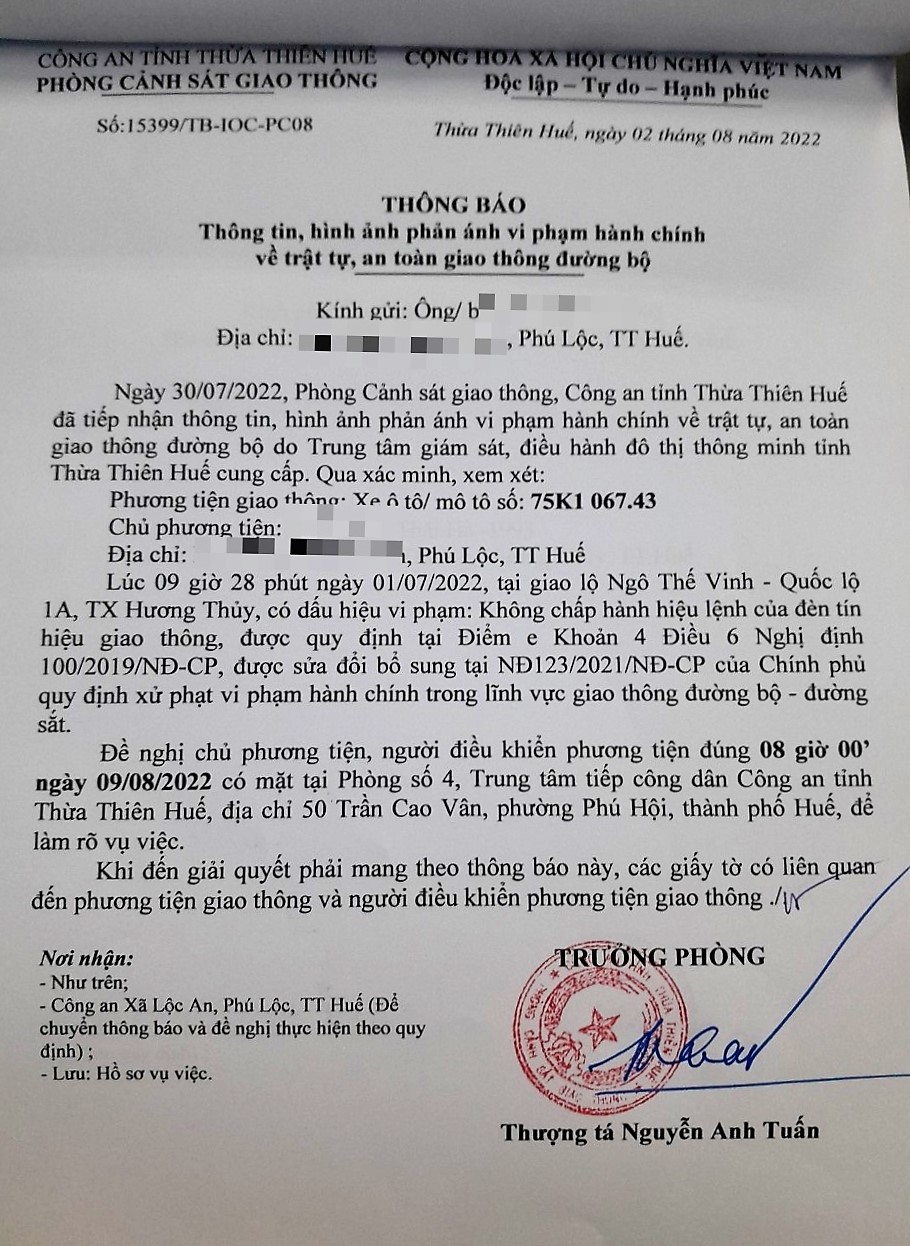 CÔNG AN TỈNH THỪA THIÊN HUẾ
PHÒNG CẢNH SÁT GIAO THÔNG
CỘNG HÒA XÃ HỘI CHỦ NGHĨA VIỆT NAM
Độc lập – Tự do – Hạnh phúc
Số:15399/TB-IOC-PC08
Thừa Thiên Huế, ngày 02 tháng 08 năm 2022
THÔNG BÁO
Thông tin, hình ảnh phản ánh vi phạm hành chính
về trật tự, an toàn giao thông đường bộ
Kính gửi: Ông/ b
Địa chỉ: , Phú Lộc, TT Huế.
Ngày 30/07/2022, Phòng Cảnh sát giao thông, Công an tỉnh Thừa Thiên Huế
đã tiếp nhận thông tin, hình ảnh phản ánh vi phạm hành chính về trật tự, an toàn
giao thông đường bộ do Trung tâm giám sát, điều hành đô thị thông minh tỉnh
Thừa Thiên Huế cung cấp. Qua xác minh, xem xét:
Phương tiện giao thông: Xe ô tô/ mô tô số: 75K1 067.43
Chủ phương tiện:
Địa chỉ: , Phú Lộc, TT Huế
Lúc 09 giờ 28 phút ngày 01/07/2022, tại giao lộ Ngô Thế Vinh - Quốc lộ
1A, TX Hương Thủy, có dấu hiệu vi phạm: Không chấp hành hiệu lệnh của đèn tín
hiệu giao thông, được quy định tại Điểm e Khoản 4 Điều 6 Nghị định
100/2019/NĐ-CP, được sửa đổi bổ sung tại NĐ123/2021/NĐ-CP của Chính phủ
quy định xử phạt vi phạm hành chính trong lĩnh vực giao thông đường bộ - đường
sắt.
Đề nghị chủ phương tiện, người điều khiển phương tiện đúng 08 giờ 00’
ngày 09/08/2022 có mặt tại Phòng số 4, Trung tâm tiếp công dân Công an tỉnh
Thừa Thiên Huế, địa chỉ 50 Trần Cao Vân, phường Phú Hội, thành phố Huế, để
làm rõ vụ việc.
Khi đến giải quyết phải mang theo thông báo này, các giấy tờ có liên quan
đến phương tiện giao thông và người điều khiển phương tiện giao thông ./
Nơi nhận:
- Như trên;
- Công an Xã Lộc An, Phú Lộc, TT Huế (Để
chuyển thông báo và đề nghị thực hiện theo quy
định) ;
- Lưu: Hồ sơ vụ việc.
TRƯỞNG PHÒNG
Thượng tá Nguyễn Anh Tuấn